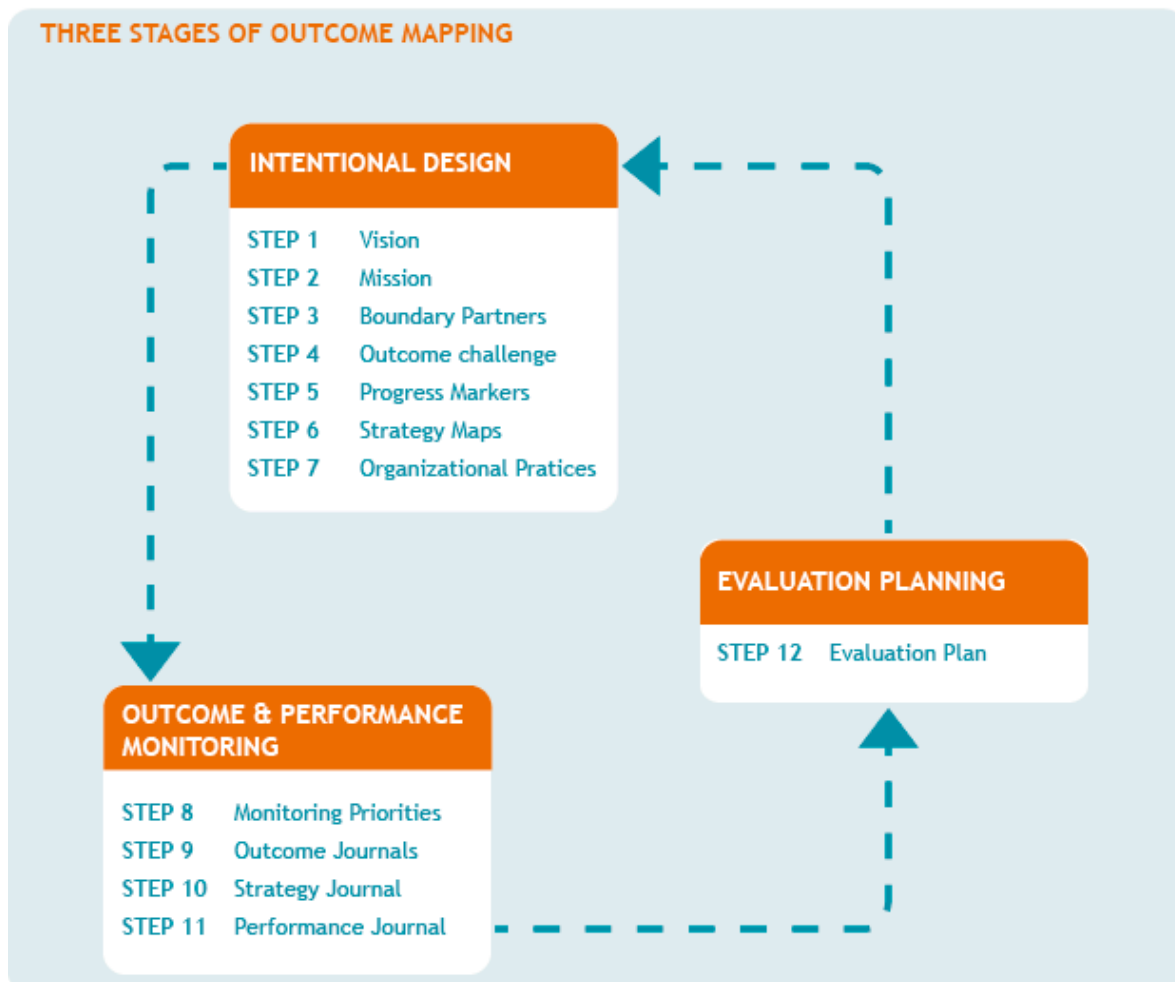 THREE STAGES OF OUTCOME MAPPING
INTENTIONAL DESIGN
STEP 1 Vision
STEP 2 Mission
STEP 3 Boundary Partners
STEP 4 Outcome challenge
STEP 5 Progress Markers
STEP 6 Strategy Maps
STEP 7 Organizational Pratices
EVALUATION PLANNING
STEP 12 Evaluation Plan
OUTCOME & PERFORMANCE
MONITORING
STEP 8 Monitoring Priorities
STEP 9 Outcome Journals
STEP 10 Strategy Journal
STEP 11 Performance Journal